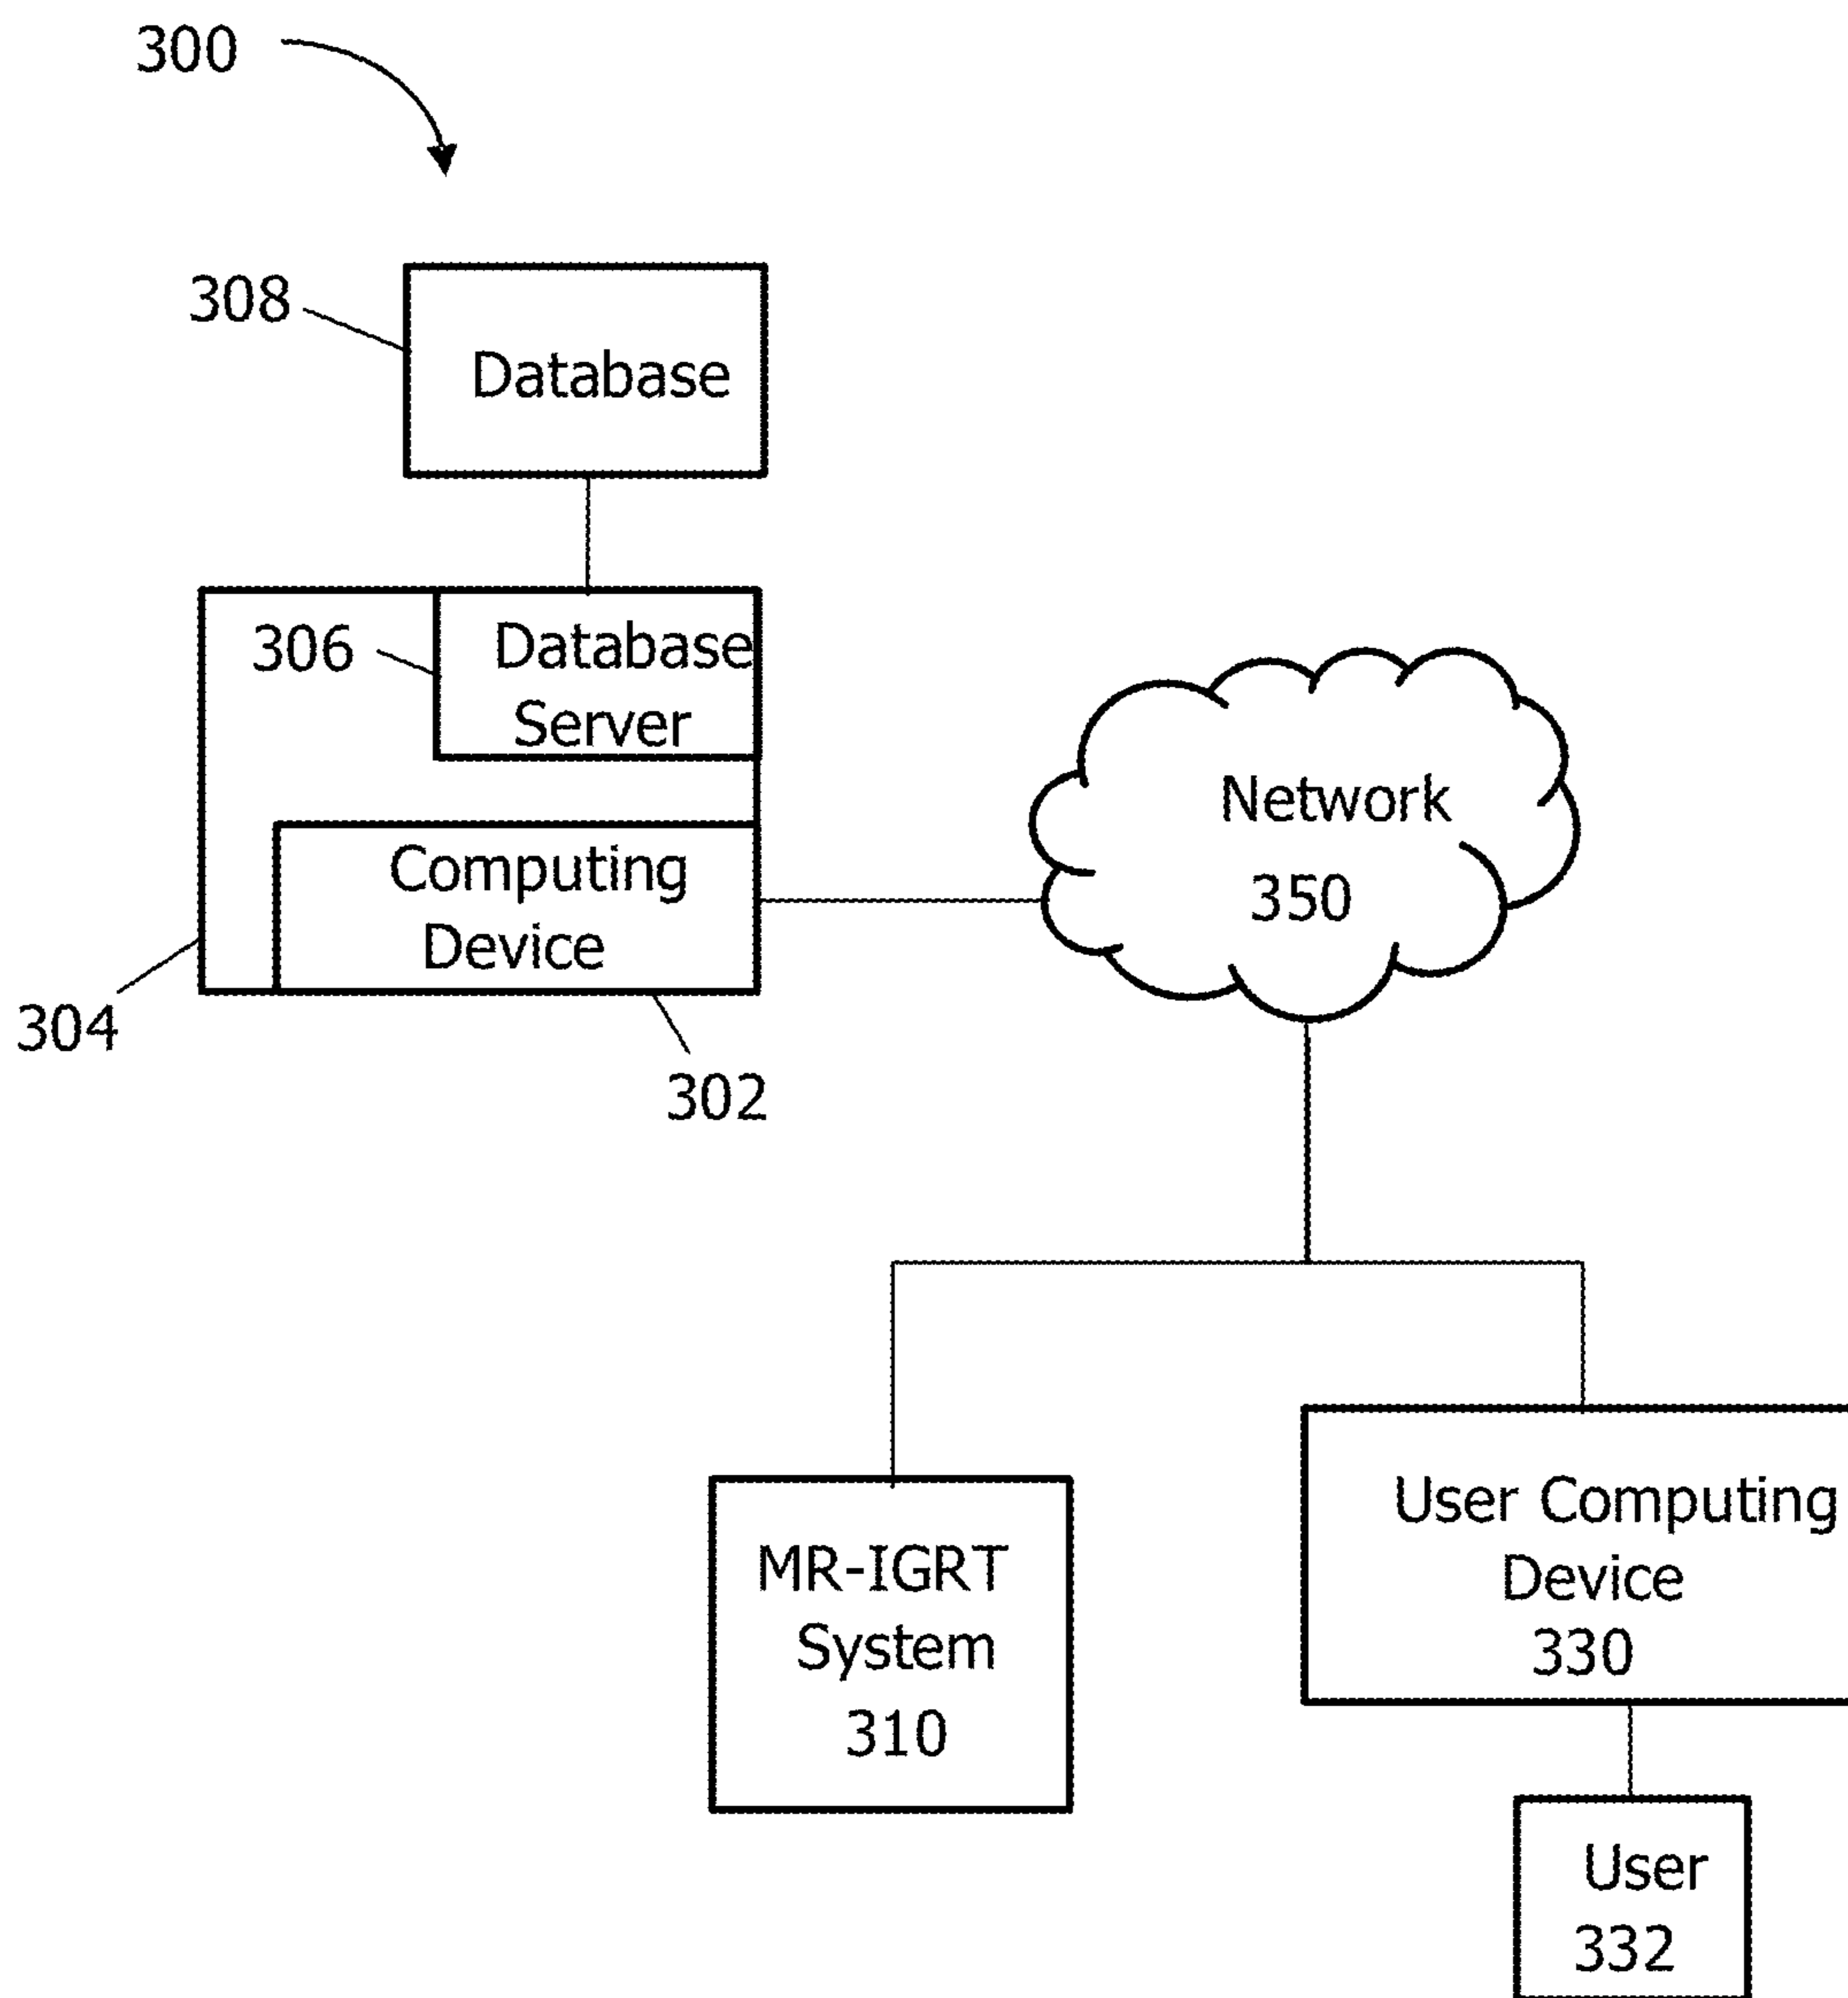 300
308
Database
306
Database
Server
Computing
Device
304
302
Network
350
MR-IGRT
System
310
User Computing
Device
330
User
332